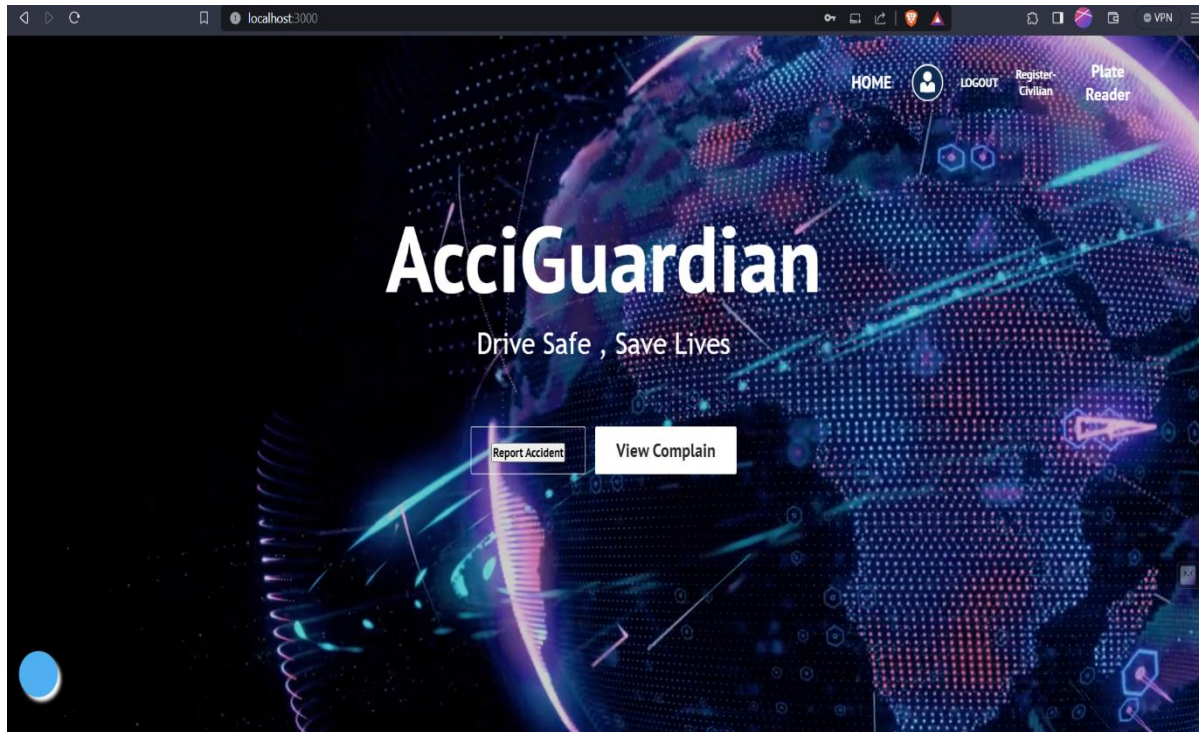 localhost:3000
VPN
HOME
LOGOUT
Register-
Civilian
Plate
Reader
AcciGuardian
Drive Safe , Save Lives
Report Accident
View Complain